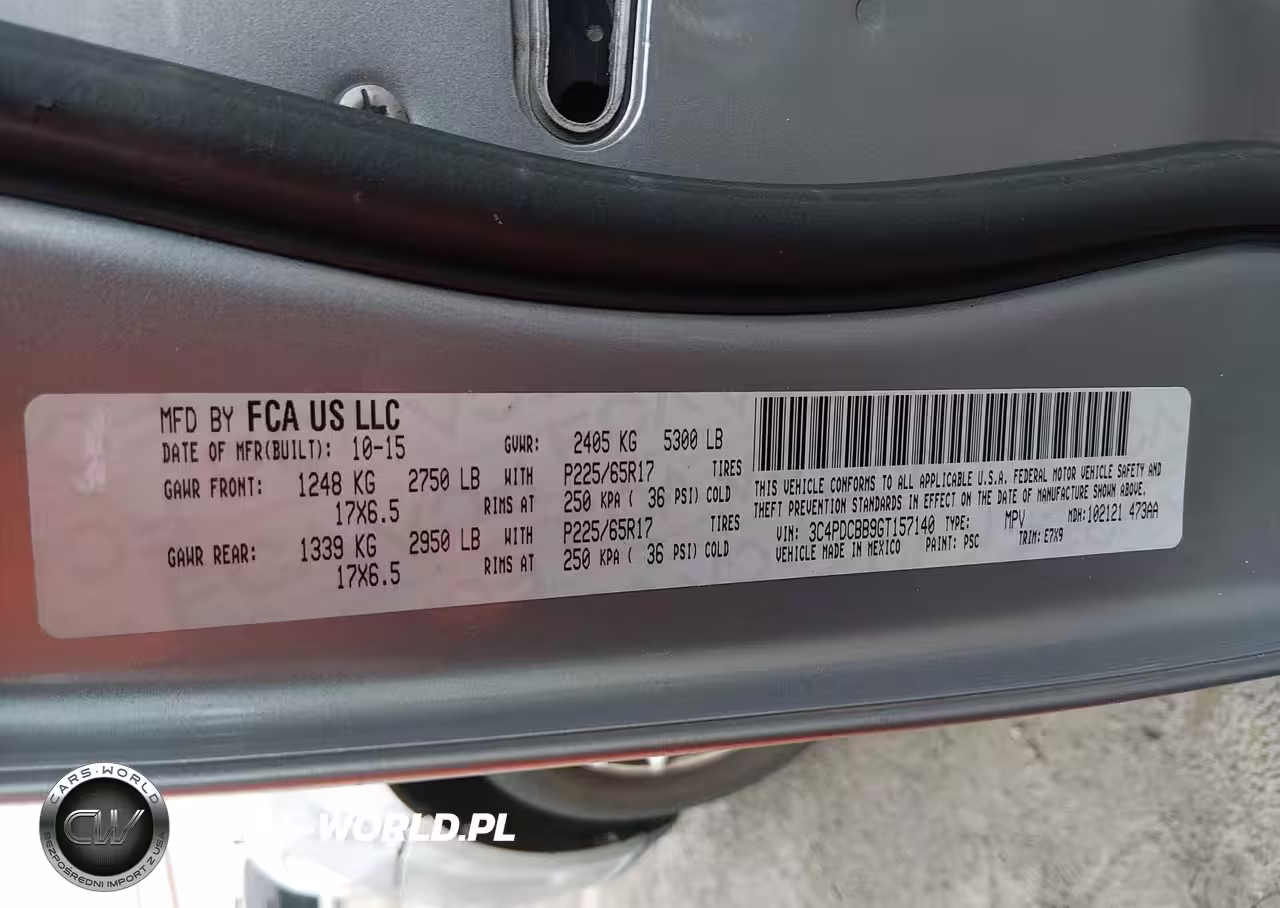 MFD BY FCA US LLC
DATE OF MFR(BUILT): 10-15 GVWR: 2405 KG 5300 LB
GAWR FRONT: 1248 KG 2750 LB WITH P225/65R17 TIRES
17X6.5 RIMS AT 250 KPA ( 36 PSI) COLD
GAWR REAR: 1339 KG 2950 LB WITH P225/65R17 TIRES
17X6.5 RIMS AT 250 KPA ( 36 PSI) COLD
THIS VEHICLE CONFORMS TO ALL APPLICABLE U.S.A. FEDERAL MOTOR VEHICLE SAFETY AND
THEFT PREVENTION STANDARDS IN EFFECT ON THE DATE OF MANUFACTURE SHOWN ABOVE.
VIN: 3C4PDCBB9GT157140 TYPE: MPV MDH: 102121 473AA
VEHICLE MADE IN MEXICO PAINT: PSC TRIM: E7X9
CARS-WORLD
CW
BEZPOŚREDNI IMPORT Z USA
-WORLD.PL